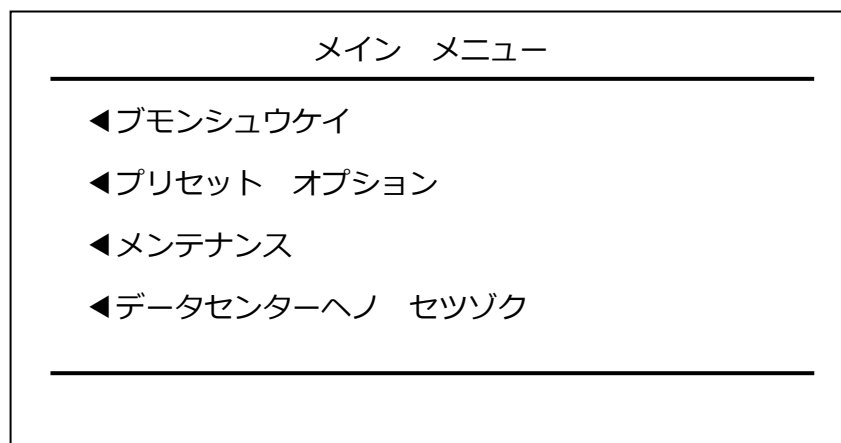 メイン　メニュー
◀ブモンシュウケイ
◀プリセット　オプション
◀メンテナンス
◀データセンターヘノ　セツゾク